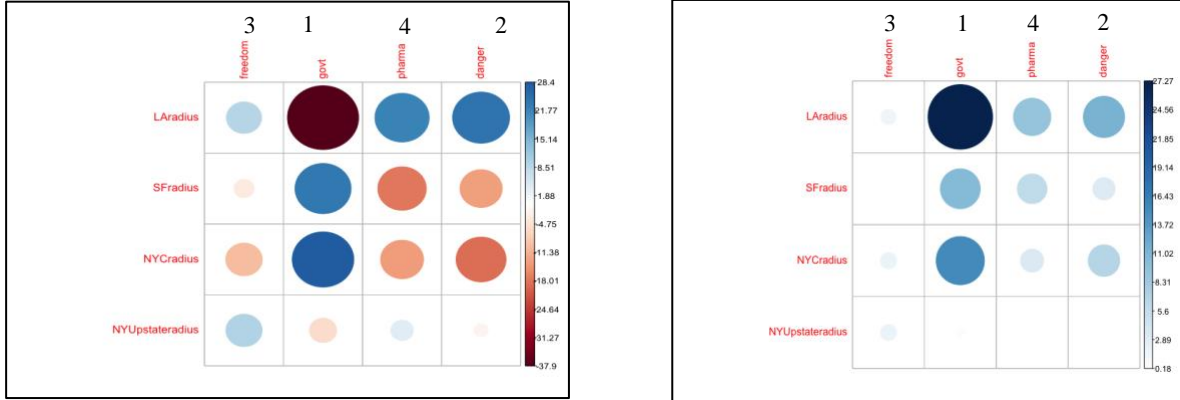 3 1 4 2
freedom govt pharma danger
LAradius
SFradius
NYCradius
NYUpstateradius
28.4
21.77
15.14
8.51
1.88
-4.75
-11.38
-18.01
-24.64
-31.27
-37.9
3 1 4 2
freedom govt pharma danger
LAradius
SFradius
NYCradius
NYUpstateradius
27.27
24.56
21.85
19.14
16.43
13.72
11.02
8.31
5.6
2.89
0.18